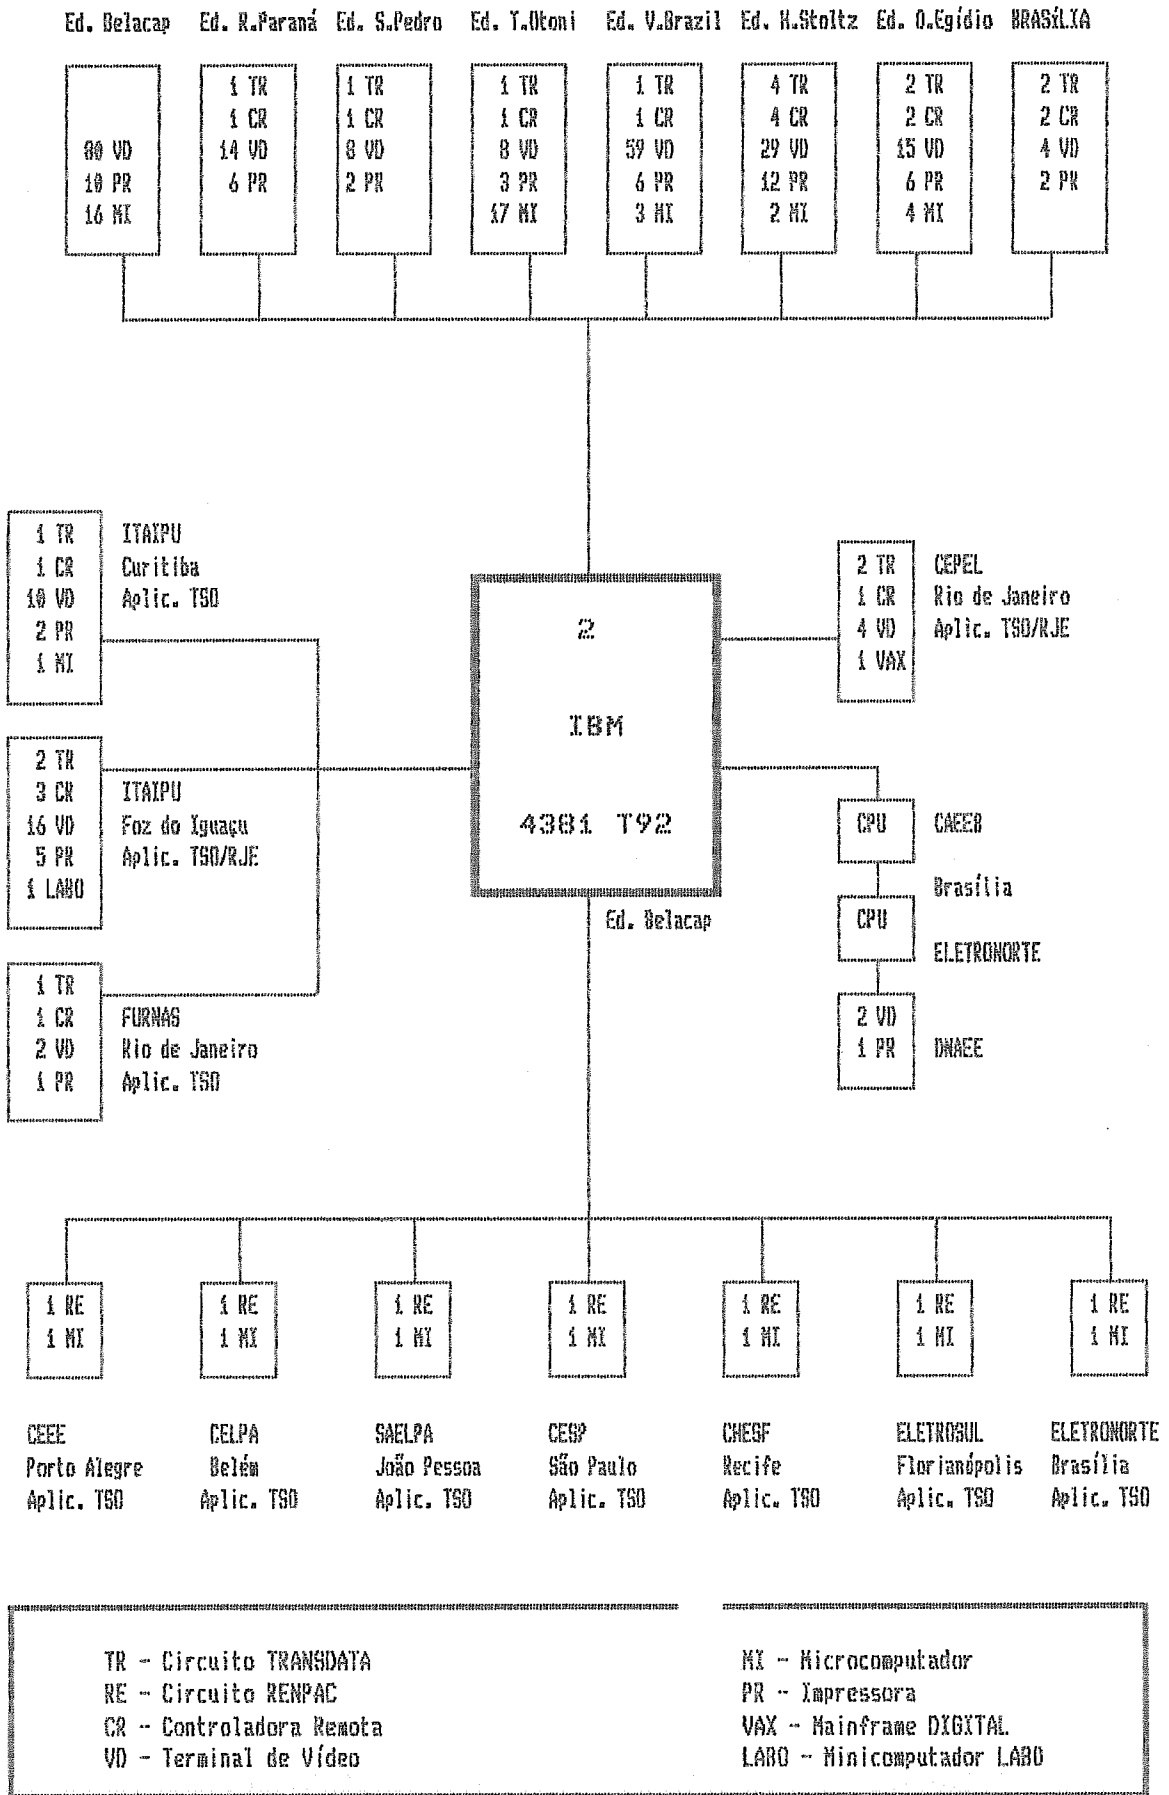 Ed. Belacap Ed. R.Paraná Ed. S.Pedro Ed. T.Otoni Ed. V.Brazil Ed. H.Stoltz Ed. O.Egídio BRASÍLIA
80 VD
10 PR
16 MI
1 TR
1 CR
14 VD
6 PR
1 TR
1 CR
8 VD
2 PR
1 TR
1 CR
8 VD
3 PR
17 MI
1 TR
1 CR
59 VD
6 PR
3 MI
4 TR
4 CR
29 VD
12 PR
2 MI
2 TR
2 CR
15 VD
6 PR
4 MI
2 TR
2 CR
4 VD
2 PR
1 TR
1 CR
10 VD
2 PR
1 MI
ITAIPU
Curitiba
Aplic. TSO
2 TR
3 CR
16 VD
5 PR
1 LABO
ITAIPU
Foz do Iguaçu
Aplic. TSO/RJE
1 TR
1 CR
2 VD
1 PR
FURNAS
Rio de Janeiro
Aplic. TSO
2
IBM
4381 T92
Ed. Belacap
2 TR
1 CR
4 VD
1 VAX
CEPEL
Rio de Janeiro
Aplic. TSO/RJE
CPU
CAEEB
Brasília
CPU
ELETRONORTE
2 VD
1 PR
DNAEE
1 RE
1 MI
1 RE
1 MI
1 RE
1 MI
1 RE
1 MI
1 RE
1 MI
1 RE
1 MI
1 RE
1 MI
CEEE
Porto Alegre
Aplic. TSO
CELPA
Belém
Aplic. TSO
SAELPA
João Pessoa
Aplic. TSO
CESP
São Paulo
Aplic. TSO
CHESF
Recife
Aplic. TSO
ELETROSUL
Florianópolis
Aplic. TSO
ELETRONORTE
Brasília
Aplic. TSO
TR - Circuito TRANSDATA
RE - Circuito RENPAC
CR - Controladora Remota
VD - Terminal de Vídeo
MI - Microcomputador
PR - Impressora
VAX - Mainframe DIGITAL
LABO - Minicomputador LABO